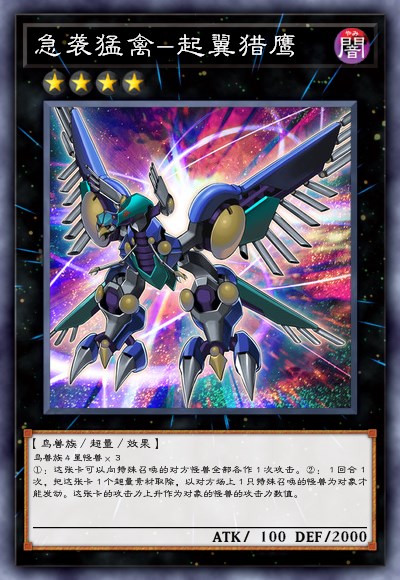 急袭猛禽-起翼猎鹰
やみ
闇
【鸟兽族／超量／效果】
鸟兽族４星怪兽×３
①：这张卡可以向特殊召唤的对方怪兽全部各作１次攻击。②：１回合１
次，把这张卡１个超量素材取除，以对方场上１只特殊召唤的怪兽为对象才
能发动。这张卡的攻击力上升作为对象的怪兽的攻击力数值。
ATK/ 100 DEF/2000